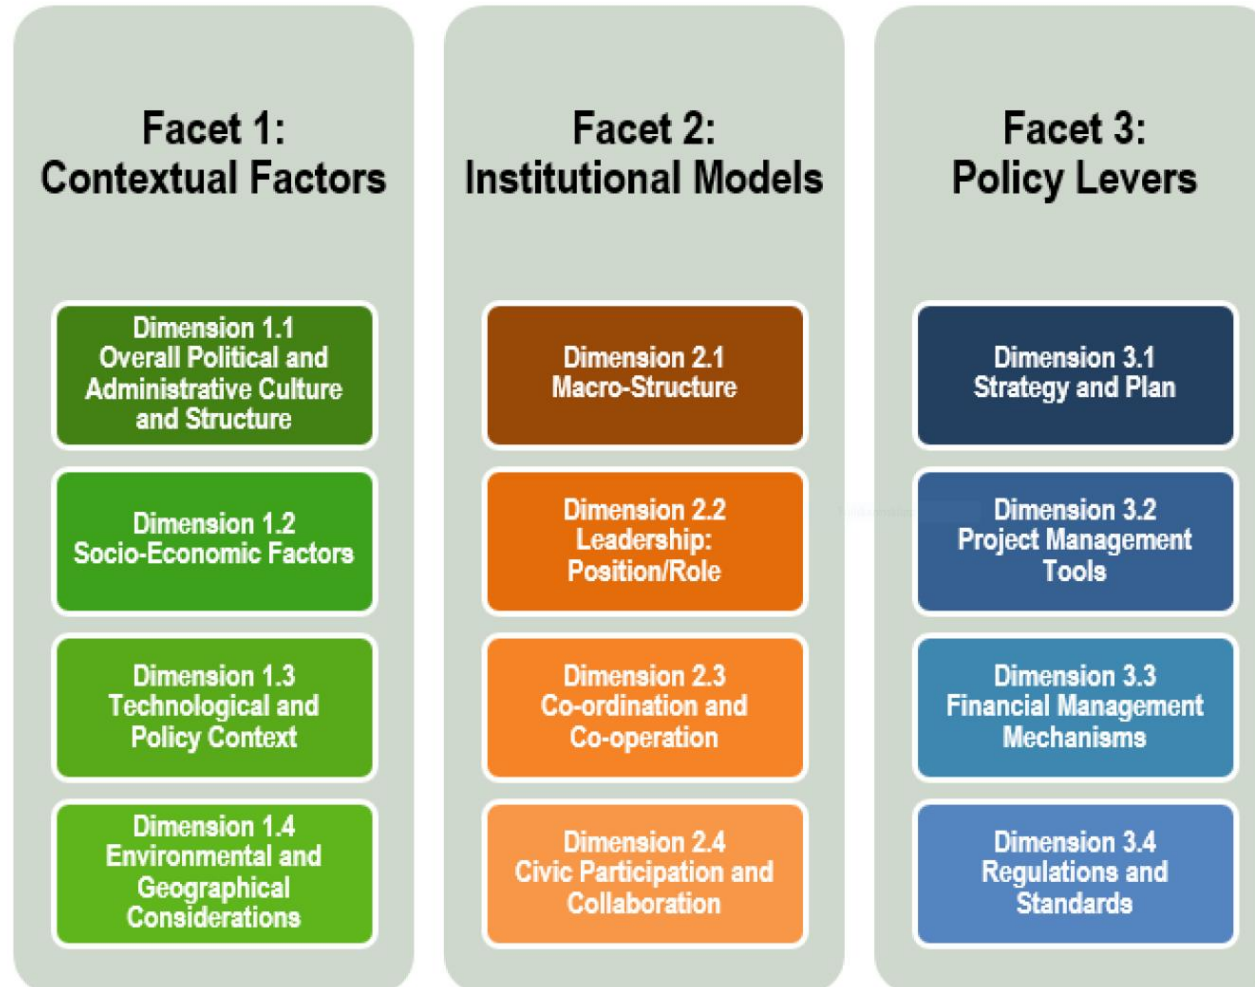 Facet 1:
Contextual Factors
Dimension 1.1
Overall Political and
Administrative Culture
and Structure
Dimension 1.2
Socio-Economic Factors
Dimension 1.3
Technological and
Policy Context
Dimension 1.4
Environmental and
Geographical
Considerations
Facet 2:
Institutional Models
Dimension 2.1
Macro-Structure
Dimension 2.2
Leadership:
Position/Role
Dimension 2.3
Co-ordination and
Co-operation
Dimension 2.4
Civic Participation and
Collaboration
Facet 3:
Policy Levers
Dimension 3.1
Strategy and Plan
Dimension 3.2
Project Management
Tools
Dimension 3.3
Financial Management
Mechanisms
Dimension 3.4
Regulations and
Standards